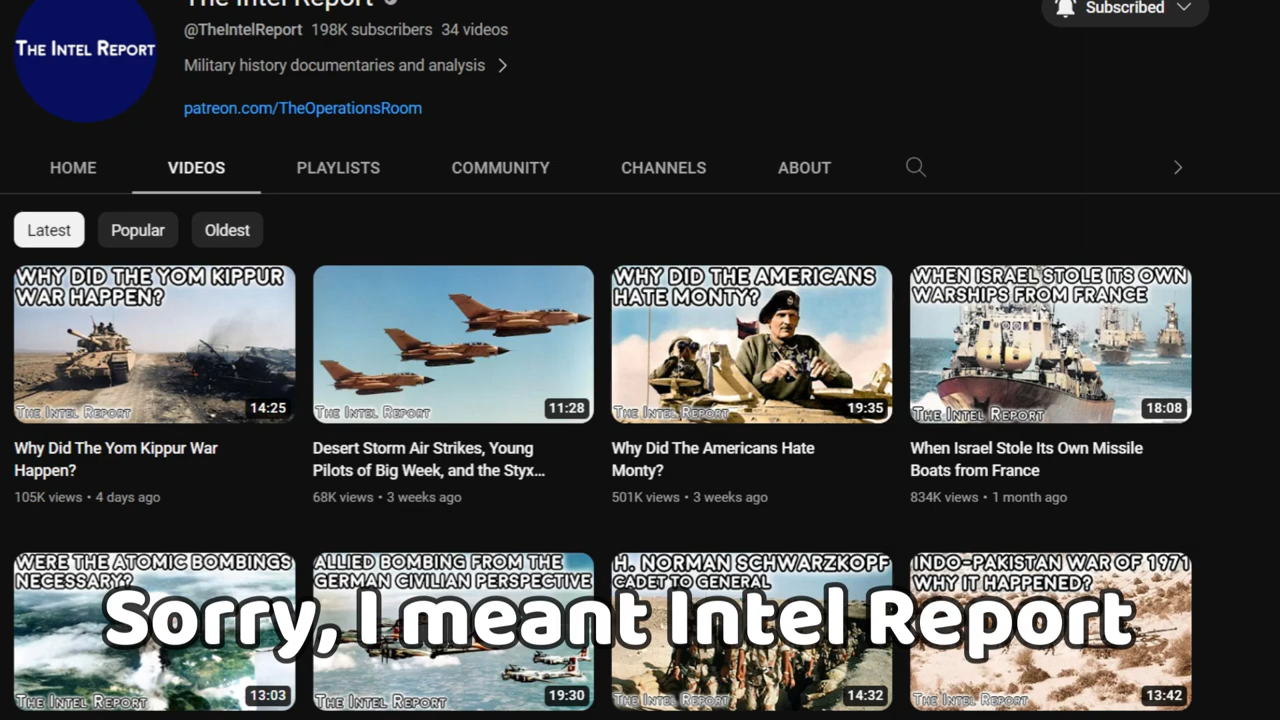 The Intel Report
THE INTEL REPORT
@TheIntelReport 198K subscribers 34 videos
Subscribed
Military history documentaries and analysis
patreon.com/TheOperationsRoom
HOME VIDEOS PLAYLISTS COMMUNITY CHANNELS ABOUT
Latest Popular Oldest
WHY DID THE YOM KIPPUR
WAR HAPPEN?
THE INTEL REPORT
14:25
THE INTEL REPORT
11:28
WHY DID THE AMERICANS
HATE MONTY?
THE INTEL REPORT
19:35
WHEN ISRAEL STOLE ITS OWN
WARSHIPS FROM FRANCE
THE INTEL REPORT
18:08
Why Did The Yom Kippur War
Happen?
105K views • 4 days ago
Desert Storm Air Strikes, Young
Pilots of Big Week, and the Styx...
68K views • 3 weeks ago
Why Did The Americans Hate
Monty?
501K views • 3 weeks ago
When Israel Stole Its Own Missile
Boats from France
834K views • 1 month ago
WERE THE ATOMIC BOMBINGS
NECESSARY?
THE INTEL REPORT
13:03
ALLIED BOMBING FROM THE
GERMAN CIVILIAN PERSPECTIVE
THE INTEL REPORT
19:30
H. NORMAN SCHWARZKOPF
CADET TO GENERAL
THE INTEL REPORT
14:32
INDO-PAKISTAN WAR OF 1971
WHY IT HAPPENED?
THE INTEL REPORT
13:42
Sorry, I meant Intel Report